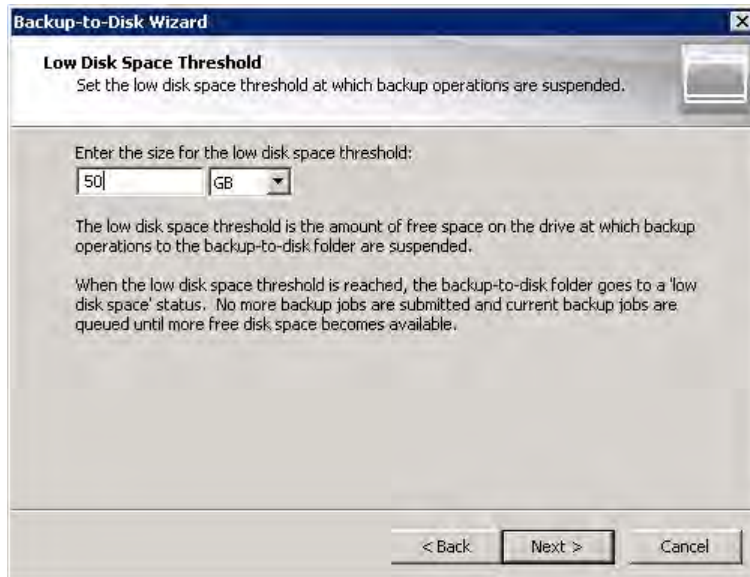 Backup-to-Disk Wizard
Low Disk Space Threshold
Set the low disk space threshold at which backup operations are suspended.
Enter the size for the low disk space threshold:
50 GB
The low disk space threshold is the amount of free space on the drive at which backup
operations to the backup-to-disk folder are suspended.
When the low disk space threshold is reached, the backup-to-disk folder goes to a 'low
disk space' status. No more backup jobs are submitted and current backup jobs are
queued until more free disk space becomes available.
< Back Next > Cancel